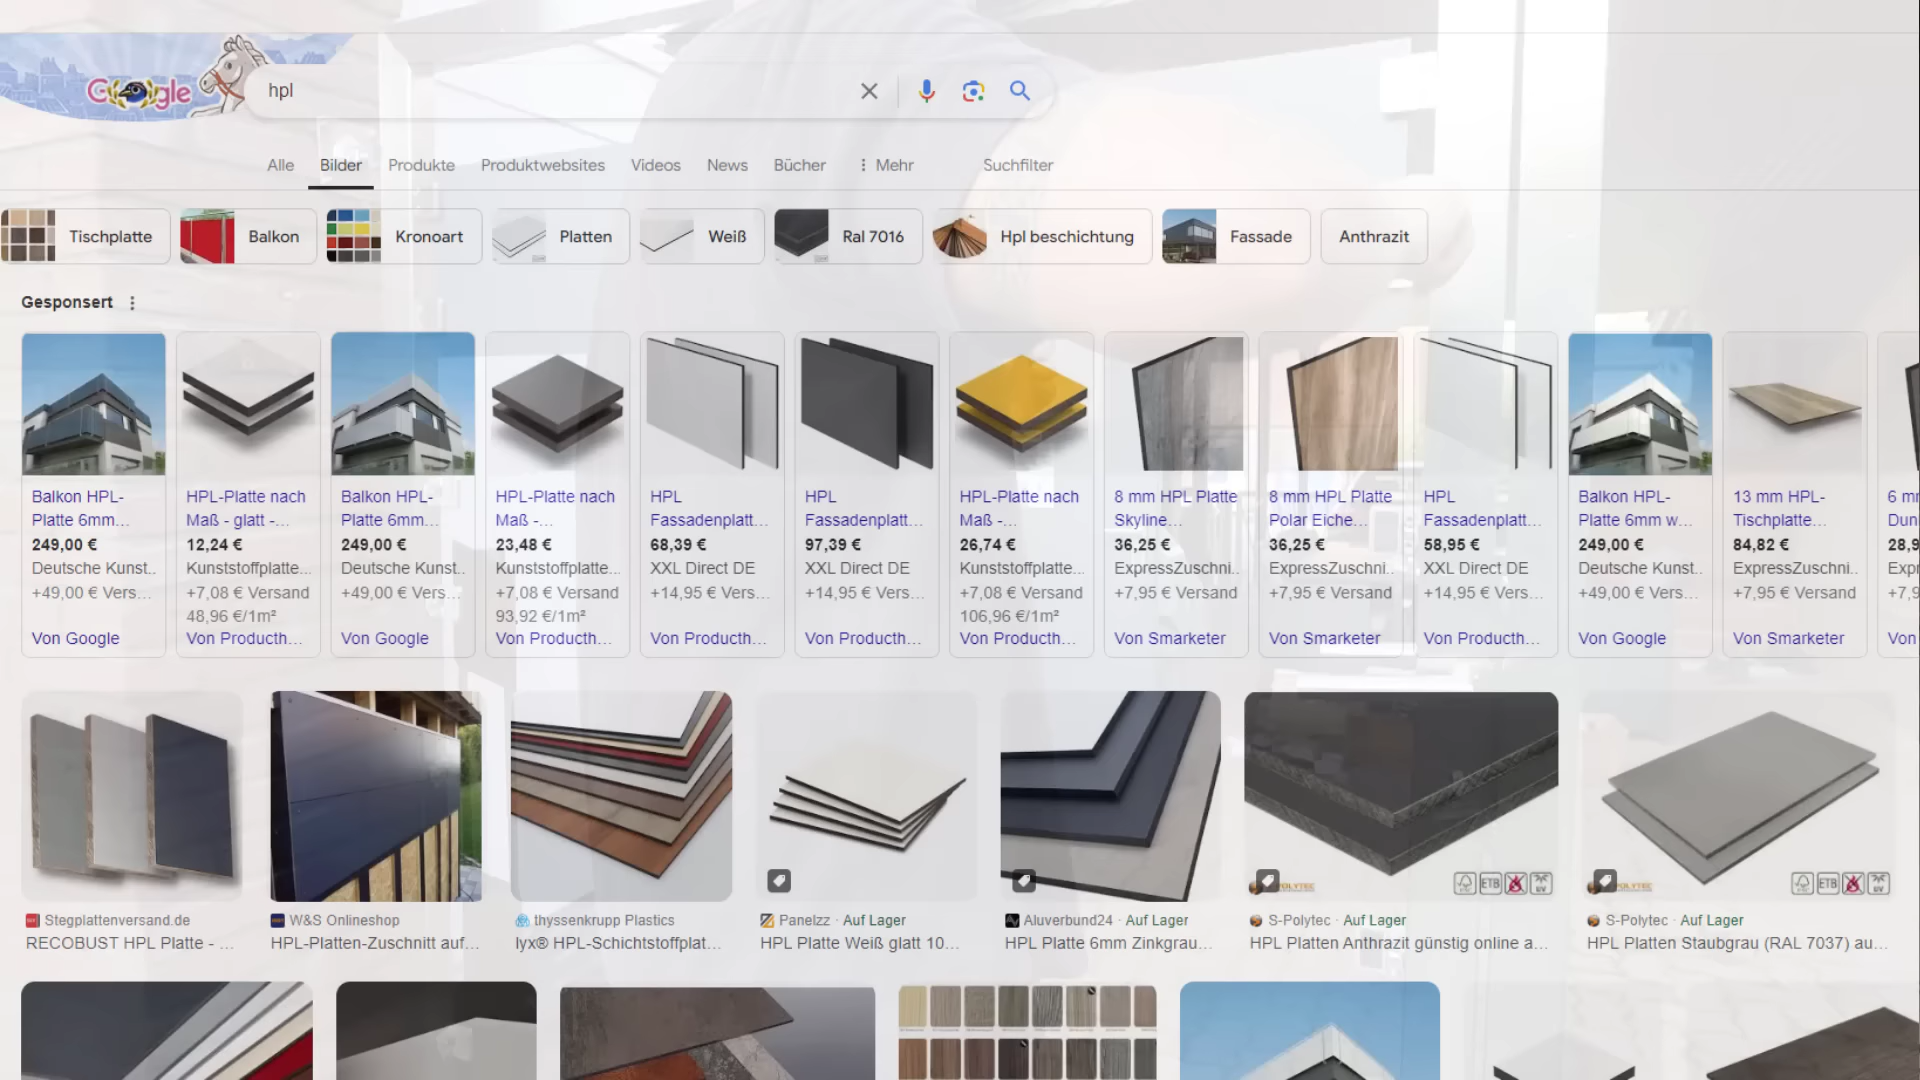 Google
hpl
Alle Bilder Produkte Produktwebsites Videos News Bücher Mehr Suchfilter
Tischplatte Balkon Kronoart Platten Weiß Ral 7016 Hpl beschichtung Fassade Anthrazit
Gesponsert
Balkon HPL-
Platte 6mm...
249,00 €
Deutsche Kunst..
+49,00 € Vers...
Von Google
HPL-Platte nach
Maß - glatt -...
12,24 €
Kunststoffplatte...
+7,08 € Versand
48,96 €/1m²
Von Producth...
Balkon HPL-
Platte 6mm...
249,00 €
Deutsche Kunst..
+49,00 € Vers...
Von Google
HPL-Platte nach
Maß -...
23,48 €
Kunststoffplatte...
+7,08 € Versand
93,92 €/1m²
Von Producth...
HPL
Fassadenplatt...
68,39 €
XXL Direct DE
+14,95 € Vers...
Von Producth...
HPL
Fassadenplatt...
97,39 €
XXL Direct DE
+14,95 € Vers...
Von Producth...
HPL-Platte nach
Maß -...
26,74 €
Kunststoffplatte...
+7,08 € Versand
106,96 €/1m²
Von Producth...
8 mm HPL Platte
Skyline...
36,25 €
ExpressZuschni..
+7,95 € Versand
Von Smarketer
8 mm HPL Platte
Polar Eiche...
36,25 €
ExpressZuschni..
+7,95 € Versand
Von Smarketer
HPL
Fassadenplatt...
58,95 €
XXL Direct DE
+14,95 € Vers...
Von Producth...
Balkon HPL-
Platte 6mm w...
249,00 €
Deutsche Kunst..
+49,00 € Vers...
Von Google
13 mm HPL-
Tischplatte...
84,82 €
ExpressZuschni..
+7,95 € Versand
Von Smarketer
Von
Stegplattenversand.de
RECOBUST HPL Platte - ...
W&S Onlineshop
HPL-Platten-Zuschnitt auf...
thyssenkrupp Plastics
lyx® HPL-Schichtstoffplat...
Panelzz · Auf Lager
HPL Platte Weiß glatt 10...
Aluverbund24 · Auf Lager
HPL Platte 6mm Zinkgrau...
ETB UV
S-Polytec · Auf Lager
HPL Platten Anthrazit günstig online a...
ETB UV
S-Polytec · Auf Lager
HPL Platten Staubgrau (RAL 7037) au...